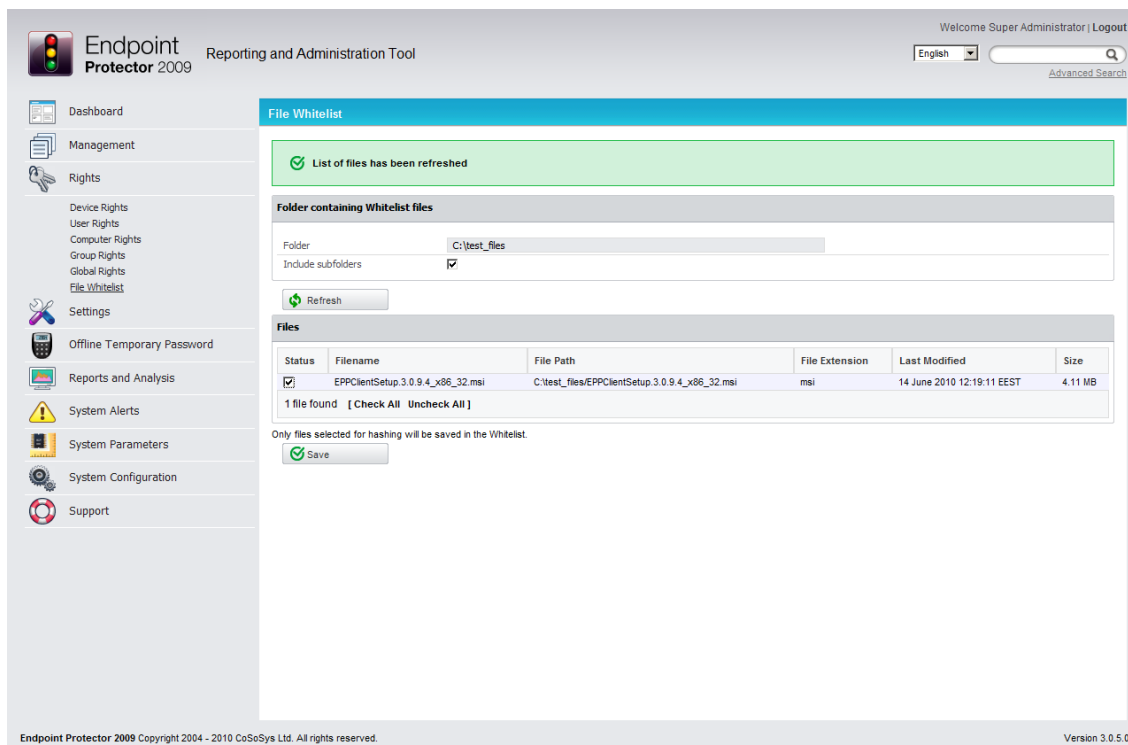 Welcome Super Administrator | Logout
Endpoint
Protector 2009
Reporting and Administration Tool
English
Advanced Search
Dashboard
Management
Rights
Device Rights
User Rights
Computer Rights
Group Rights
Global Rights
File Whitelist
Settings
Offline Temporary Password
Reports and Analysis
System Alerts
System Parameters
System Configuration
Support
File Whitelist
List of files has been refreshed
Folder containing Whitelist files
Folder C:\test_files
Include subfolders
Refresh
Files
Status Filename File Path File Extension Last Modified Size
EPPClientSetup.3.0.9.4_x86_32.msi C:\test_files/EPPClientSetup.3.0.9.4_x86_32.msi msi 14 June 2010 12:19:11 EEST 4.11 MB
1 file found [ Check All Uncheck All ]
Only files selected for hashing will be saved in the Whitelist.
Save
Endpoint Protector 2009 Copyright 2004 - 2010 CoSoSys Ltd. All rights reserved.
Version 3.0.5.0